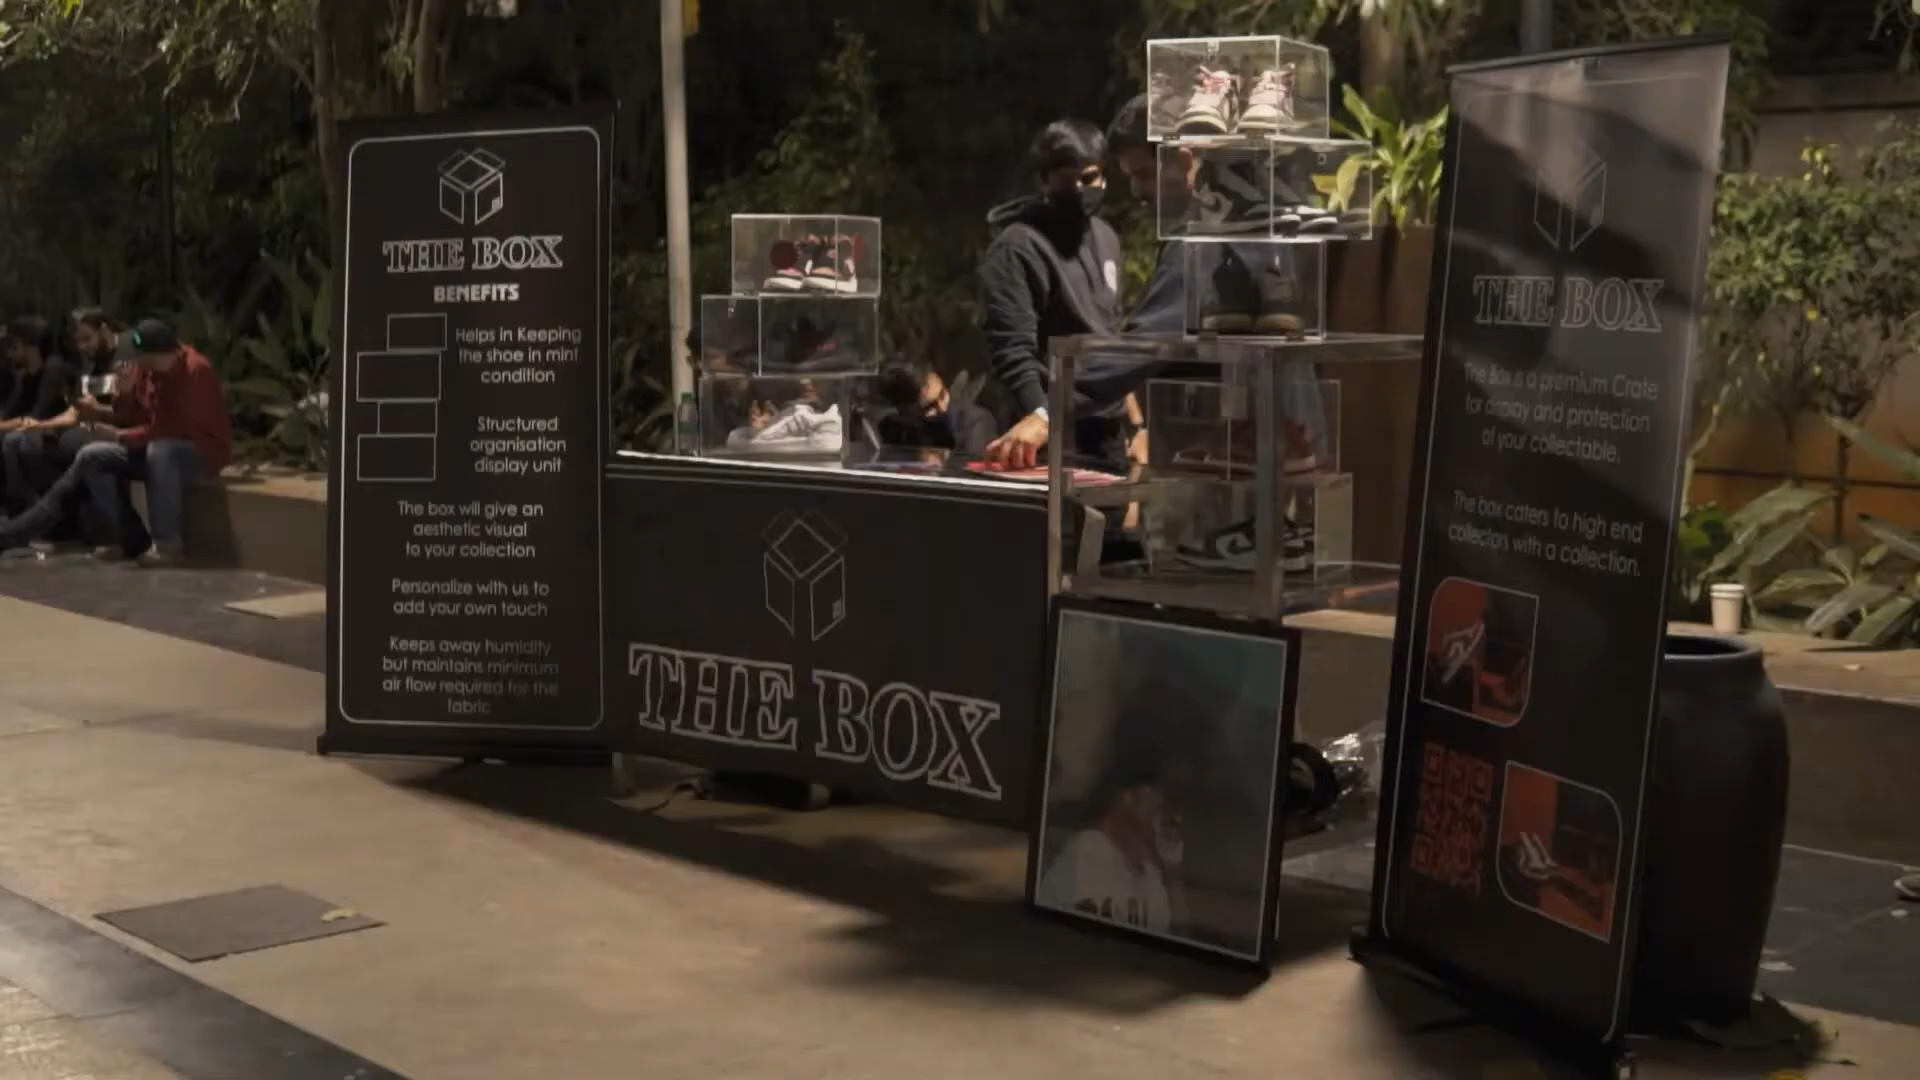 THE BOX
BENEFITS
Helps in Keeping
the shoe in mint
condition
Structured
organisation
display unit
The box will give an
aesthetic visual
to your collection
Personalize with us to
add your own touch
Keeps away humidity
but maintains minimum
air flow required for the
fabric
THE BOX
THE BOX
The Box is a premium Crate
for display and protection
of your collectable.
The box caters to high end
collectors with a collection.